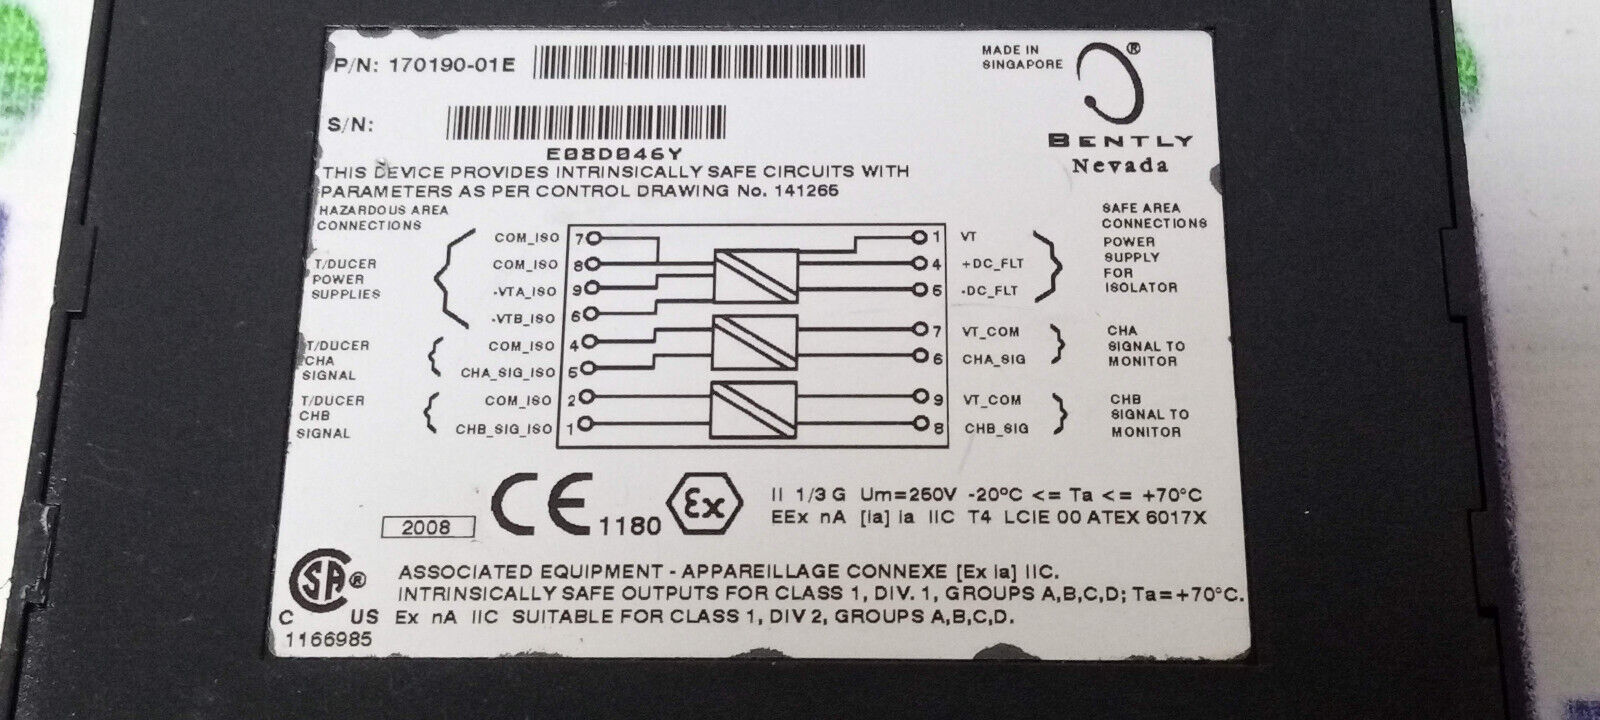 P/N: 170190-01E
MADE IN
SINGAPORE
®
BENTLY
Nevada
S/N:
E08D046Y
THIS DEVICE PROVIDES INTRINSICALLY SAFE CIRCUITS WITH
PARAMETERS AS PER CONTROL DRAWING No. 141265
HAZARDOUS AREA
CONNECTIONS
SAFE AREA
CONNECTIONS
T/DUCER
POWER
SUPPLIES
COM_ISO 7
COM_ISO 8
-VTA_ISO 9
-VTB_ISO 6
1 VT
4 +DC_FLT
5 -DC_FLT
POWER
SUPPLY
FOR
ISOLATOR
T/DUCER
CHA
SIGNAL
COM_ISO 4
CHA_SIG_ISO 5
7 VT_COM
6 CHA_SIG
CHA
SIGNAL TO
MONITOR
T/DUCER
CHB
SIGNAL
COM_ISO 2
CHB_SIG_ISO 1
9 VT_COM
8 CHB_SIG
CHB
SIGNAL TO
MONITOR
2008
CE 1180
Ex
II 1/3 G Um=250V -20°C <= Ta <= +70°C
EEx nA [ia] ia IIC T4 LCIE 00 ATEX 6017X
SA ®
C US
1166985
ASSOCIATED EQUIPMENT - APPAREILLAGE CONNEXE [Ex ia] IIC.
INTRINSICALLY SAFE OUTPUTS FOR CLASS 1, DIV. 1, GROUPS A,B,C,D; Ta=+70°C.
Ex nA IIC SUITABLE FOR CLASS 1, DIV 2, GROUPS A,B,C,D.